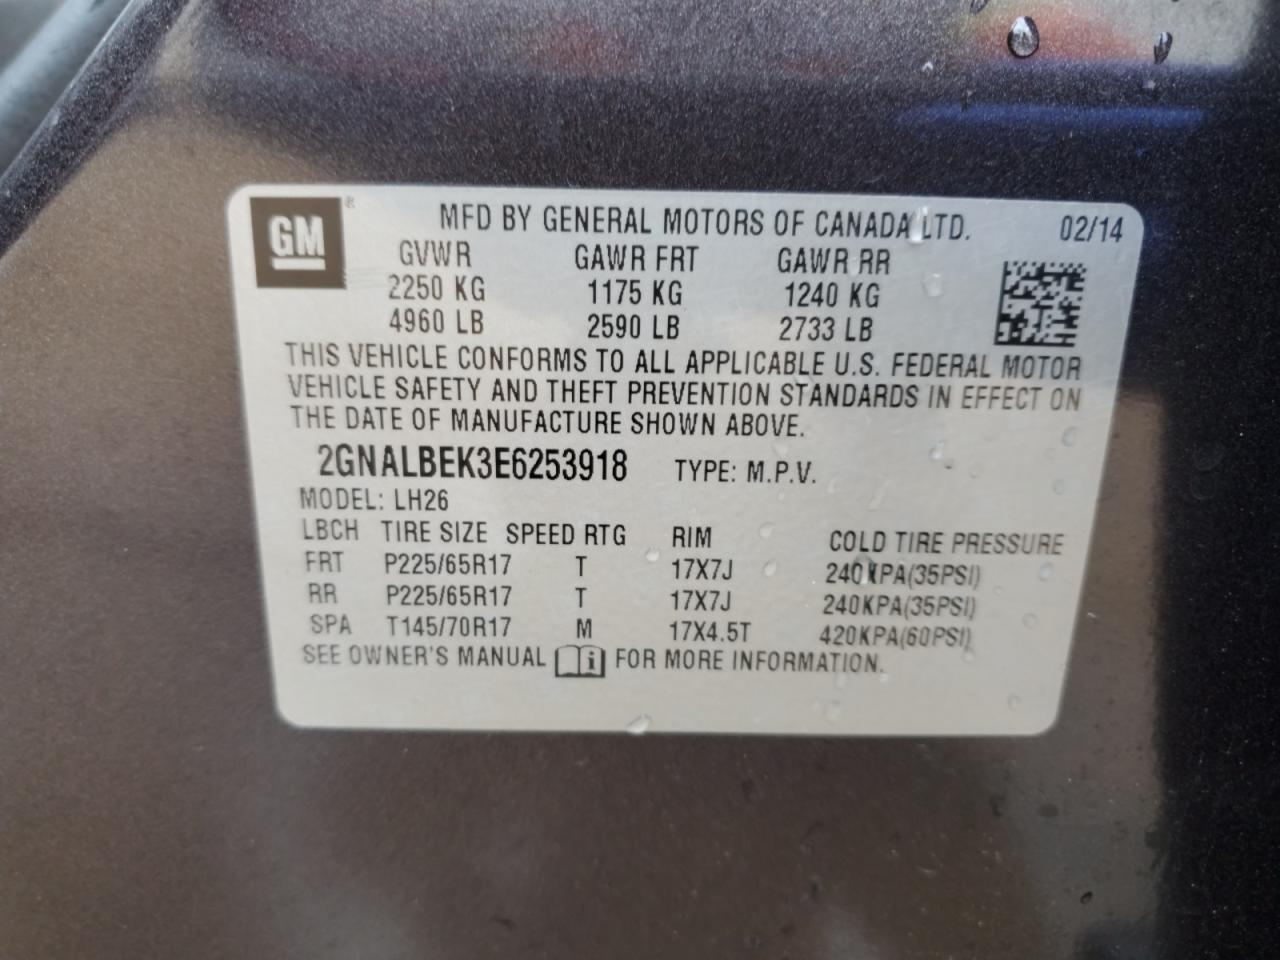 GM ® MFD BY GENERAL MOTORS OF CANADA LTD. 02/14
GVWR GAWR FRT GAWR RR
2250 KG 1175 KG 1240 KG
4960 LB 2590 LB 2733 LB
THIS VEHICLE CONFORMS TO ALL APPLICABLE U.S. FEDERAL MOTOR
VEHICLE SAFETY AND THEFT PREVENTION STANDARDS IN EFFECT ON
THE DATE OF MANUFACTURE SHOWN ABOVE.
2GNALBEK3E6253918 TYPE: M.P.V.
MODEL: LH26
LBCH TIRE SIZE SPEED RTG RIM COLD TIRE PRESSURE
FRT P225/65R17 T 17X7J 240KPA(35PSI)
RR P225/65R17 T 17X7J 240KPA(35PSI)
SPA T145/70R17 M 17X4.5T 420KPA(60PSI)
SEE OWNER'S MANUAL i FOR MORE INFORMATION.